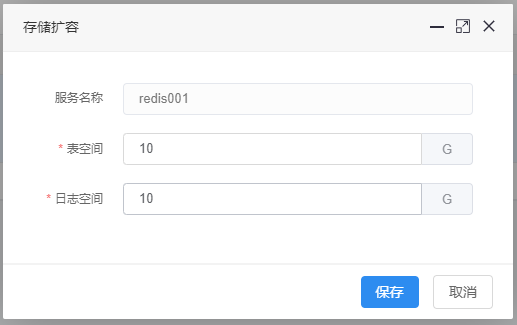 存储扩容
服务名称 redis001
* 表空间 10 G
* 日志空间 10 G
保存 取消